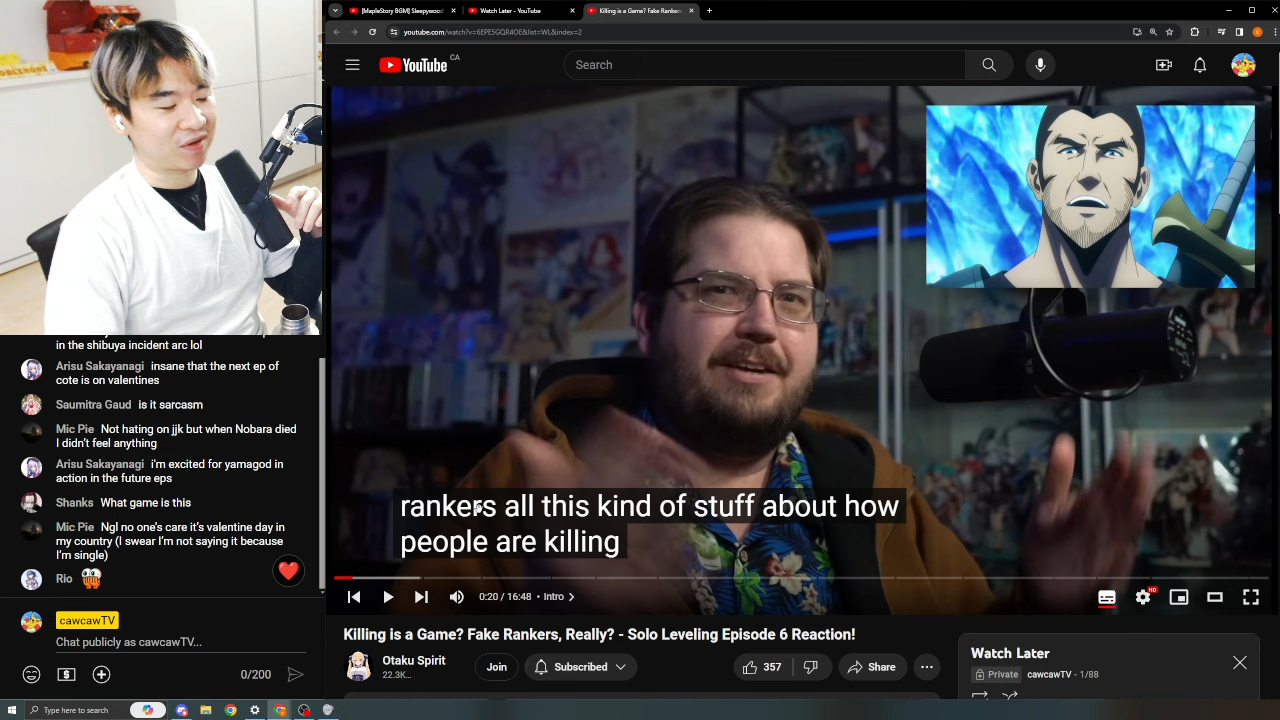 in the shibuya incident arc lol
Arisu Sakayanagi insane that the next ep of
cote is on valentines
Saumitra Gaud is it sarcasm
Mic Pie Not hating on jjk but when Nobara died
I didn't feel anything
Arisu Sakayanagi i'm excited for yamagod in
action in the future eps
Shanks What game is this
Mic Pie Ngl no one's care it's valentine day in
my country (I swear I'm not saying it because
I'm single)
Rio
cawcawTV
Chat publicly as cawcawTV...
0/200
[MapleStory BGM] Sleepywood
Watch Later - YouTube
Killing is a Game? Fake Rankers,
youtube.com/watch?v=6EPE5GQR4OE&list=WL&index=2
YouTube CA
Search
rankers all this kind of stuff about how
people are killing
0:20 / 16:48 • Intro
HD
Killing is a Game? Fake Rankers, Really? - Solo Leveling Episode 6 Reaction!
Otaku Spirit
22.3K...
Join
Subscribed
357
Share
Watch Later
Private cawcawTV - 1/88
Type here to search